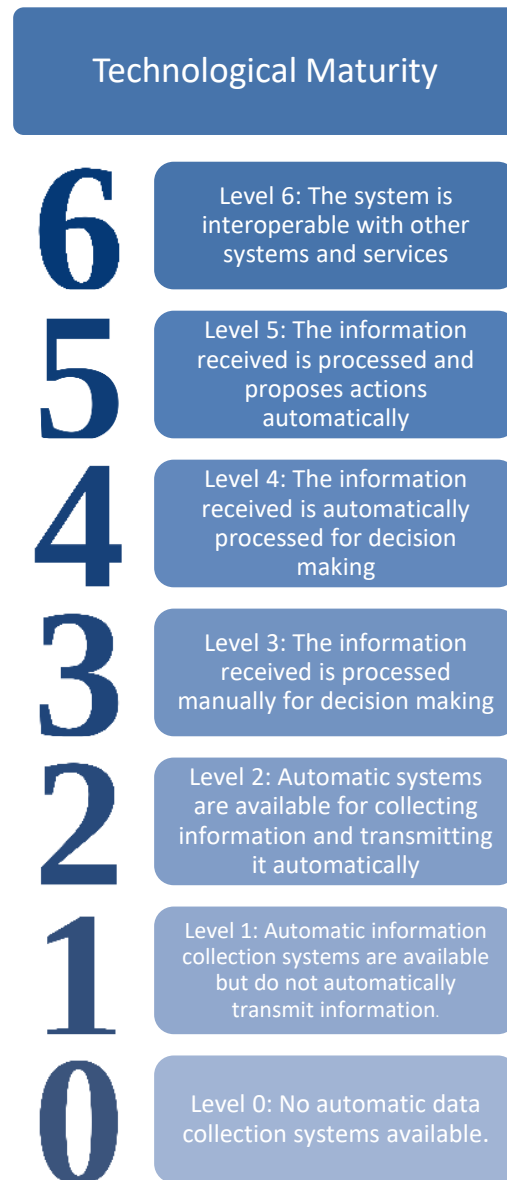 Technological Maturity
6
Level 6: The system is
interoperable with other
systems and services
5
Level 5: The information
received is processed and
proposes actions
automatically
4
Level 4: The information
received is automatically
processed for decision
making
3
Level 3: The information
received is processed
manually for decision making
2
Level 2: Automatic systems
are available for collecting
information and transmitting
it automatically
1
Level 1: Automatic information
collection systems are available
but do not automatically
transmit information.
0
Level 0: No automatic data
collection systems available.